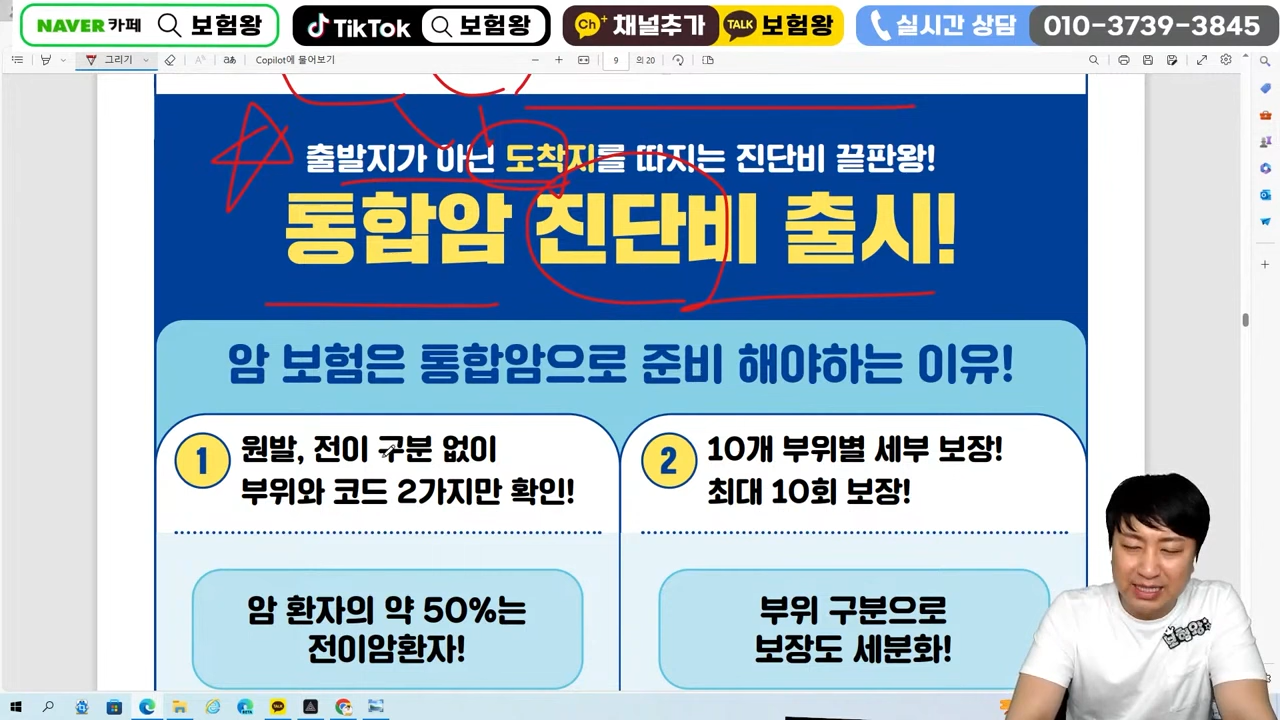 NAVER 카페 보험왕
TikTok 보험왕
Ch+ 채널추가 TALK 보험왕
실시간 상담 010-3739-3845
그리기 aあ Copilot에 물어보기 9 의 20
출발지가 아닌 도착지를 따지는 진단비 끝판왕!
통합암 진단비 출시!
암 보험은 통합암으로 준비 해야하는 이유!
1 원발, 전이 구분 없이
부위와 코드 2가지만 확인!
2 10개 부위별 세부 보장!
최대 10회 보장!
암 환자의 약 50%는
전이암환자!
부위 구분으로
보장도 세분화!
보험왕